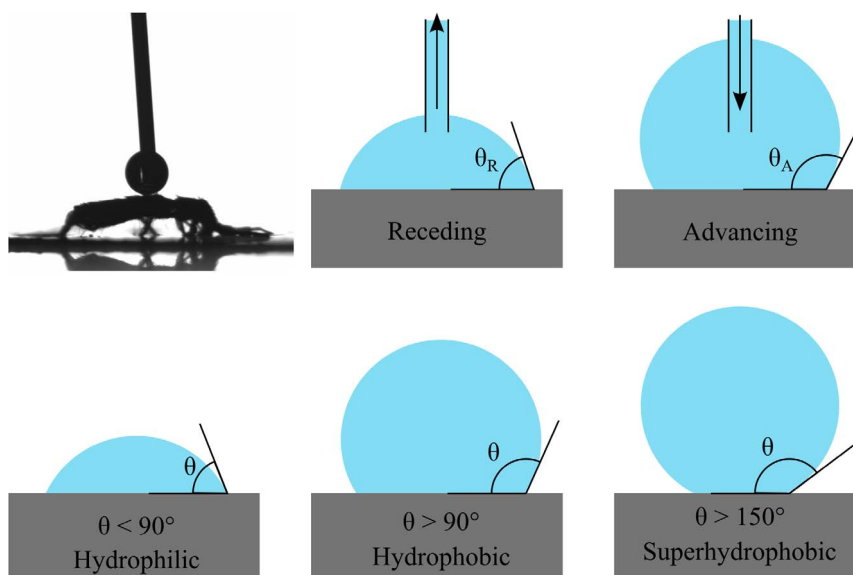 θR
Receding
θA
Advancing
θ
θ < 90°
Hydrophilic
θ
θ > 90°
Hydrophobic
θ
θ > 150°
Superhydrophobic